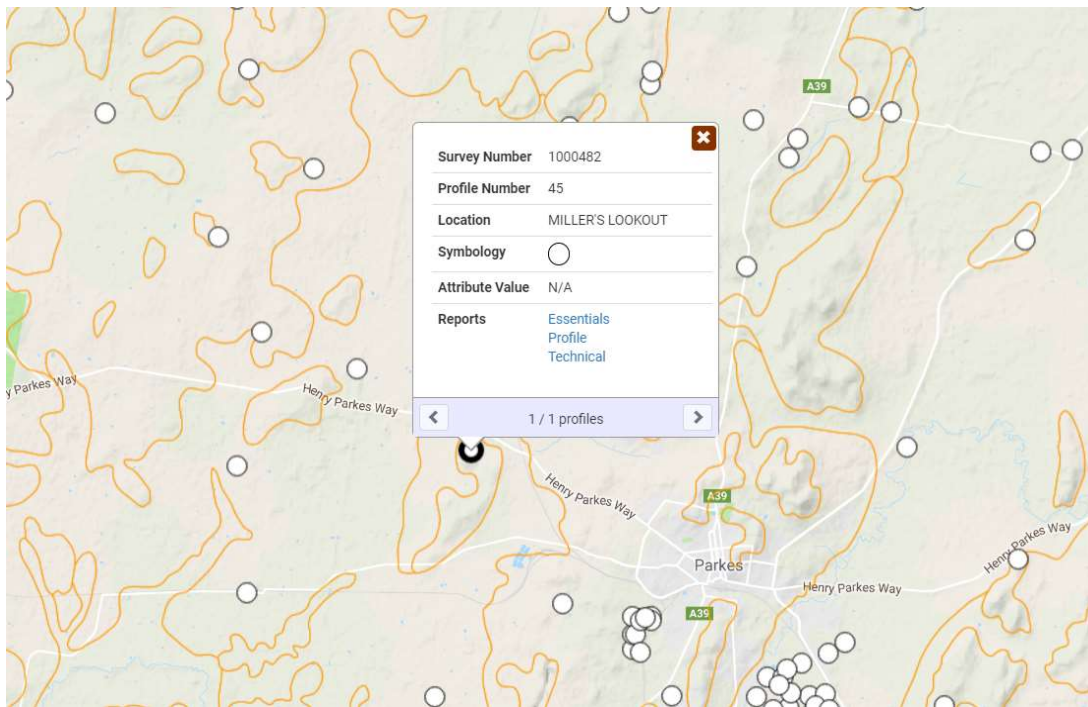 A39
Survey Number 1000482
Profile Number 45
Location MILLER'S LOOKOUT
Symbology
Attribute Value N/A
Reports Essentials
Profile
Technical
1 / 1 profiles
y Parkes Way
Henry Parkes Way
Henry Parkes Way
A39
Parkes
Henry Parkes Way
Henry Parkes Way
A39